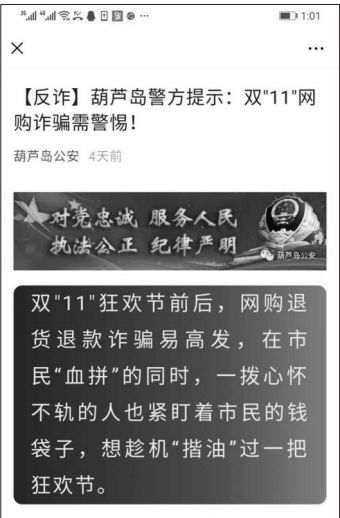 1:01
【反诈】葫芦岛警方提示：双"11"网
购诈骗需警惕！
葫芦岛公安 4天前
对党忠诚 服务人民
执法公正 纪律严明
葫芦岛公安
双"11"狂欢节前后，网购退
货退款诈骗易高发，在市
民“血拼”的同时，一拨心怀
不轨的人也紧盯着市民的钱
袋子，想趁机“揩油”过一把
狂欢节。